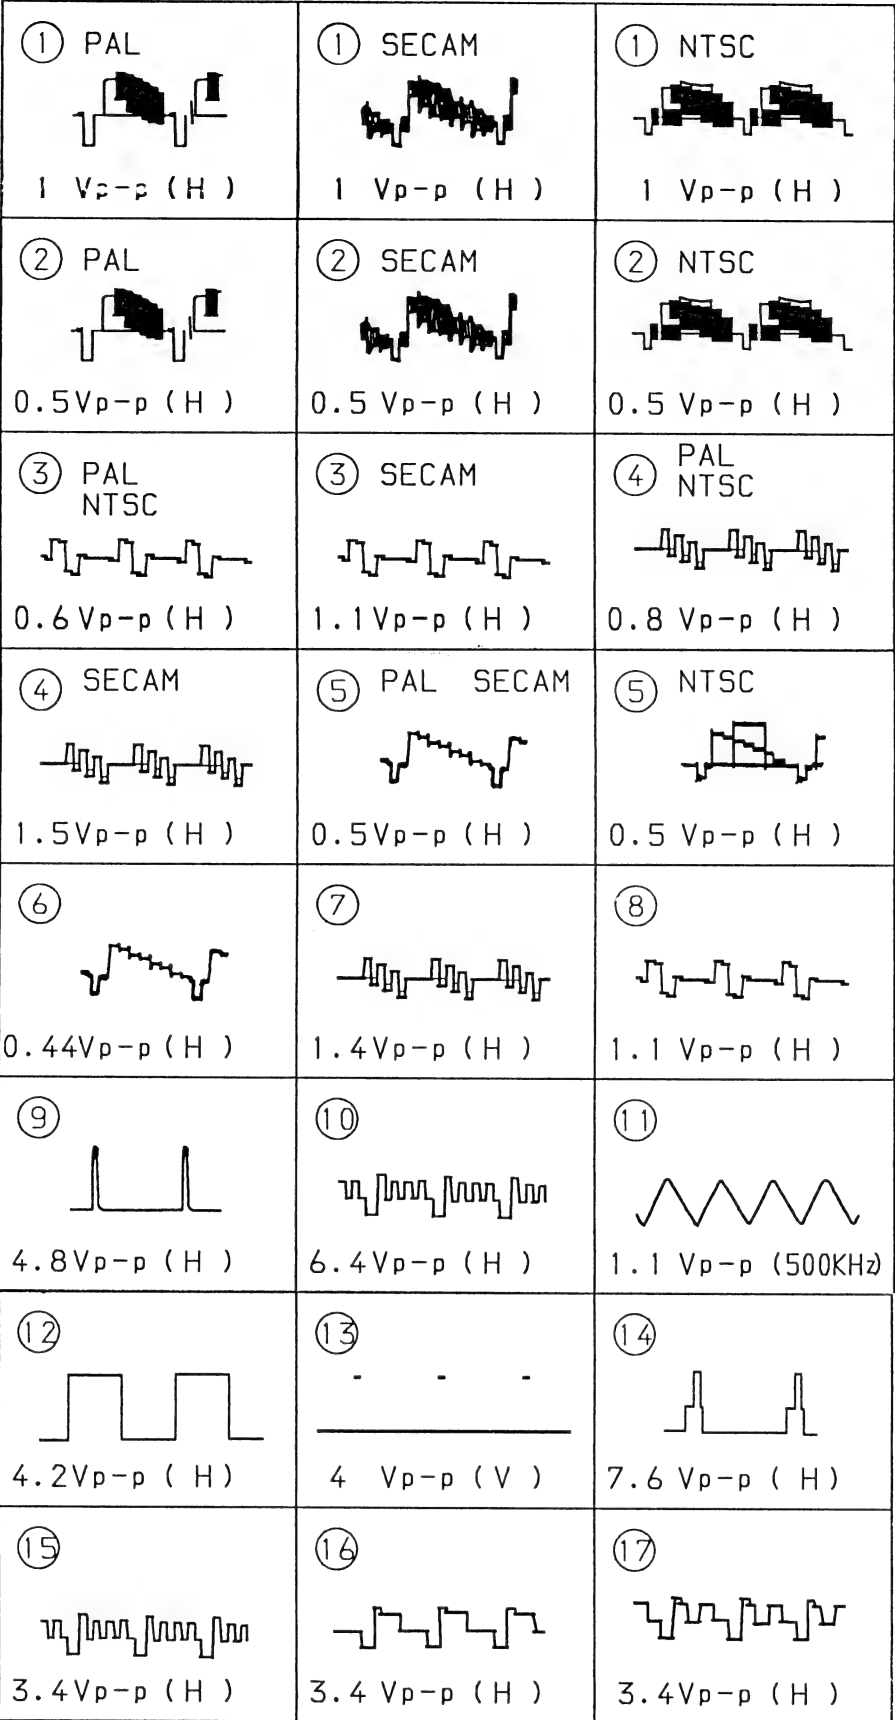 ① PAL
1 Vp-p (H)
① SECAM
1 Vp-p (H)
① NTSC
1 Vp-p (H)
② PAL
0.5Vp-p (H )
② SECAM
0.5 Vp-p (H )
② NTSC
0.5 Vp-p (H )
③ PAL
NTSC
0.6 Vp-p (H )
③ SECAM
1.1Vp-p (H )
④ PAL
NTSC
0.8 Vp-p (H )
④ SECAM
1.5Vp-p (H )
⑤ PAL SECAM
0.5Vp-p (H )
⑤ NTSC
0.5 Vp-p (H )
⑥
0.44Vp-p (H )
⑦
1.4Vp-p (H )
⑧
1.1 Vp-p (H )
⑨
4.8Vp-p (H )
⑩
6.4Vp-p (H )
⑪
1.1 Vp-p (500KHz)
⑫
4.2Vp-p ( H)
⑬
4 Vp-p (V )
⑭
7.6 Vp-p ( H)
⑮
3.4Vp-p (H )
⑯
3.4 Vp-p (H )
⑰
3.4Vp-p (H )